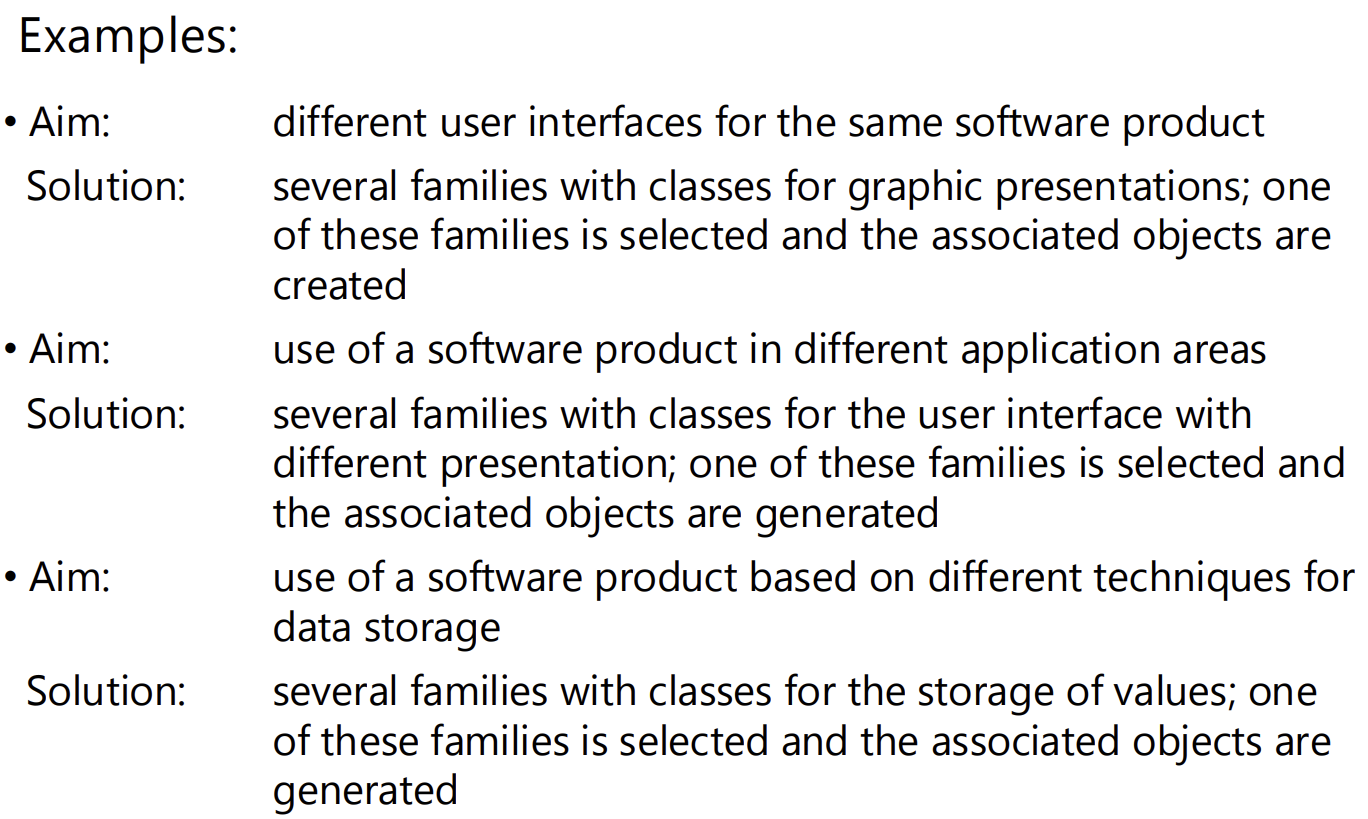 Examples:
• Aim: different user interfaces for the same software product
Solution: several families with classes for graphic presentations; one
of these families is selected and the associated objects are
created
• Aim: use of a software product in different application areas
Solution: several families with classes for the user interface with
different presentation; one of these families is selected and
the associated objects are generated
• Aim: use of a software product based on different techniques for
data storage
Solution: several families with classes for the storage of values; one
of these families is selected and the associated objects are
generated